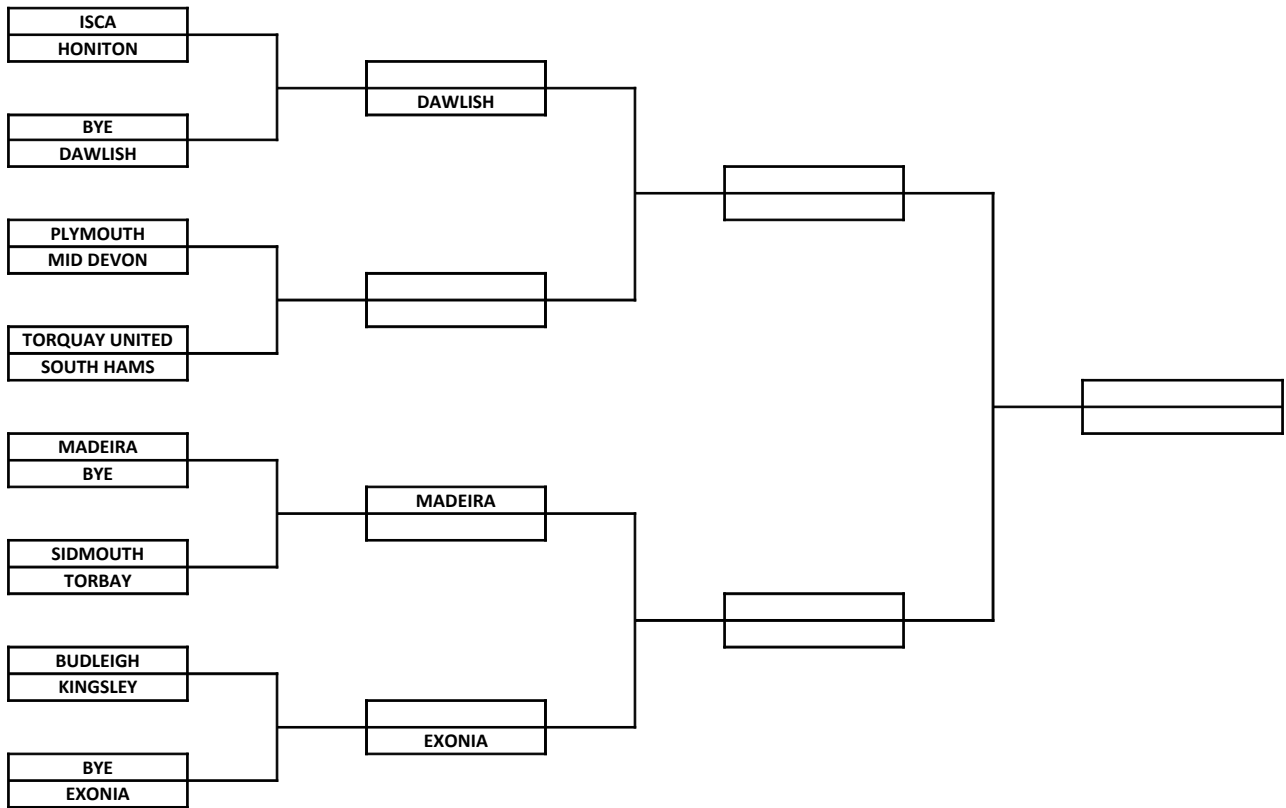 ISCA
HONITON
BYE
DAWLISH
PLYMOUTH
MID DEVON
TORQUAY UNITED
SOUTH HAMS
MADEIRA
BYE
SIDMOUTH
TORBAY
BUDLEIGH
KINGSLEY
BYE
EXONIA
DAWLISH
MADEIRA
EXONIA